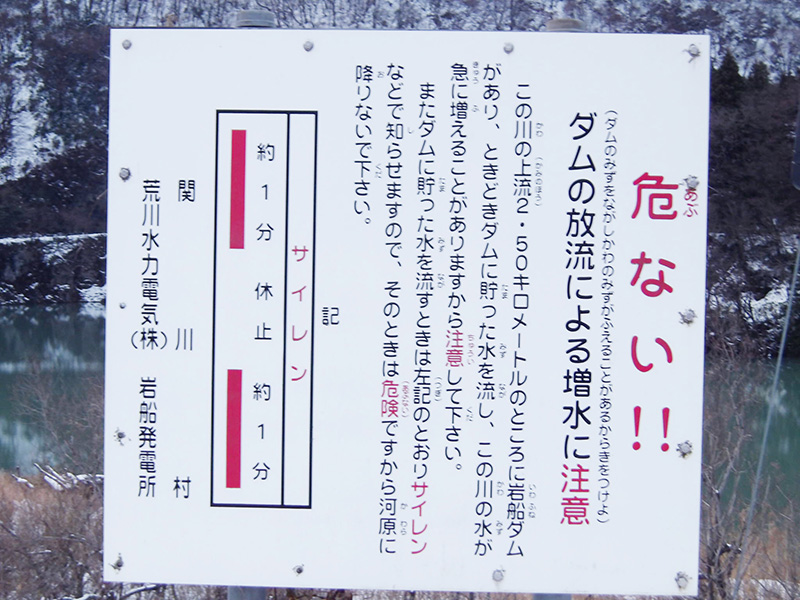 危ない!!
あぶ
(ダムのみずをながしかわのみずがふえることがあるからきをつけよ)
ダムの放流による増水に注意
この川の上流2・50キロメートルのところに岩船ダム
があり、ときどきダムに貯った水を流し、この川の水が
急に増えることがありますから注意して下さい。
またダムに貯った水を流すときは左記のとおりサイレン
などで知らせますので、そのときは危険ですから河原に
降りないで下さい。
記
サイレン
約1分 休止 約1分
関川村
荒川水力電気(株) 岩船発電所